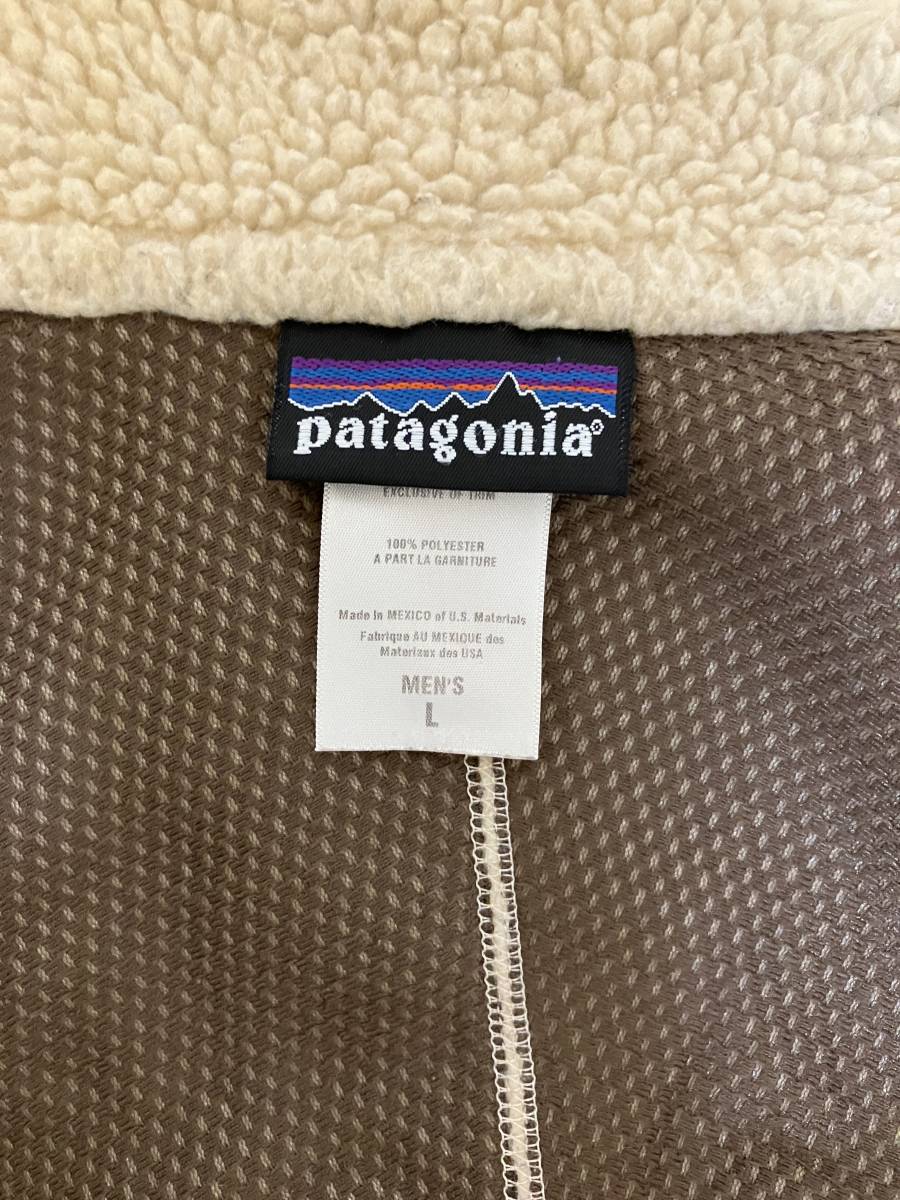 patagonia®
EXCLUSIVE OF TRIM
100% POLYESTER
A PART LA GARNITURE
Made in MEXICO of U.S. Materials
Fabrique AU MEXIQUE des
Materiaux des USA
MEN'S
L